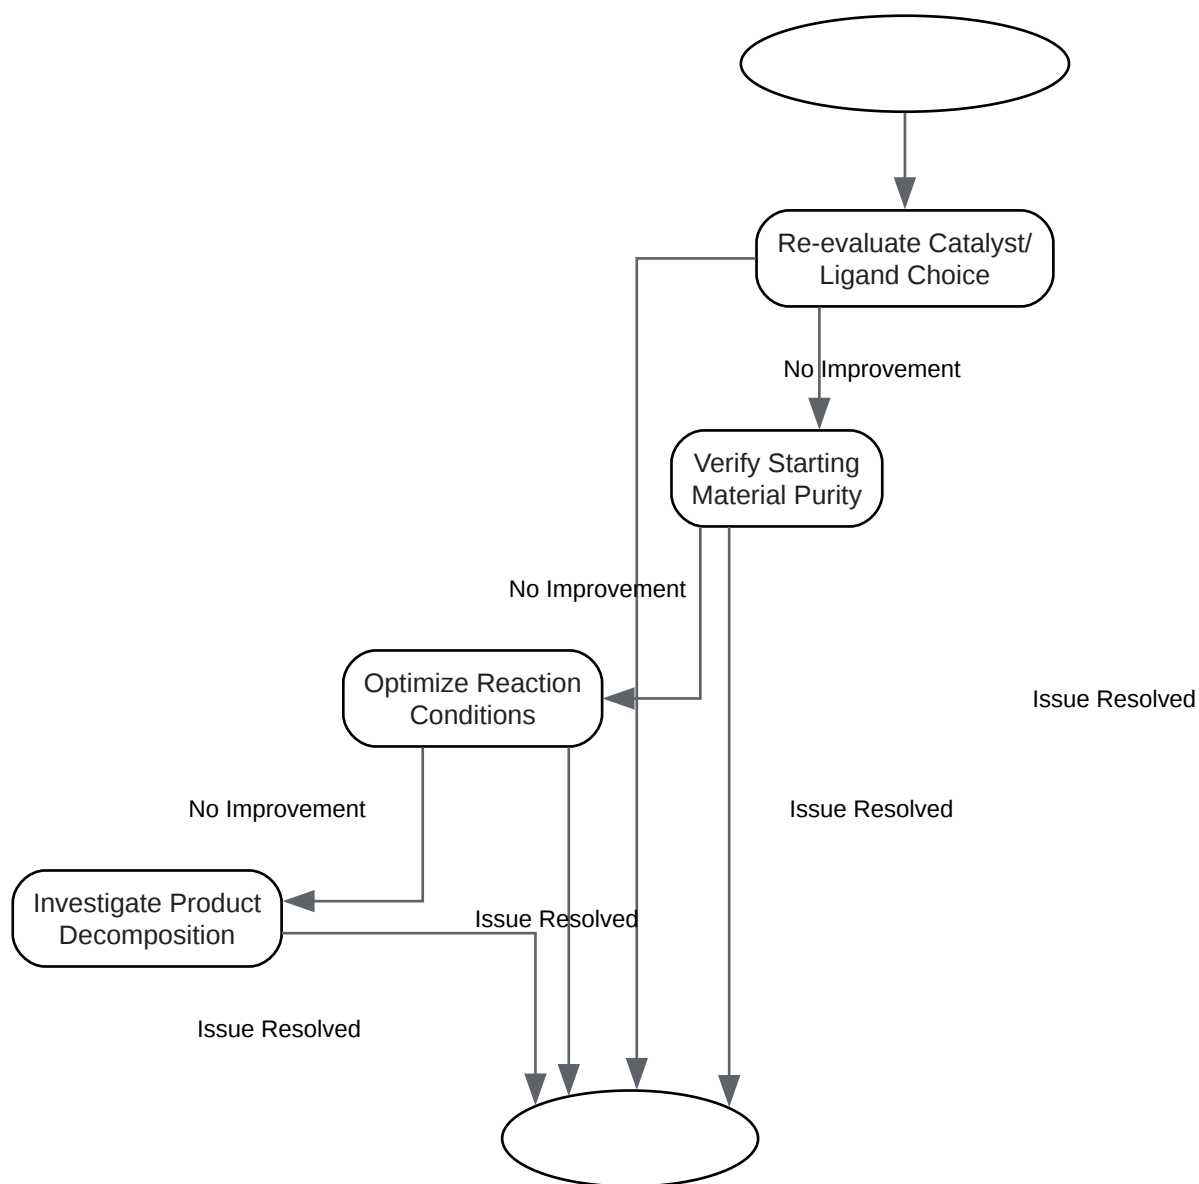 Re-evaluate Catalyst/
Ligand Choice
No Improvement
Verify Starting
Material Purity
No Improvement
Optimize Reaction
Conditions
Issue Resolved
No Improvement
Issue Resolved
Investigate Product
Decomposition
Issue Resolved
Issue Resolved